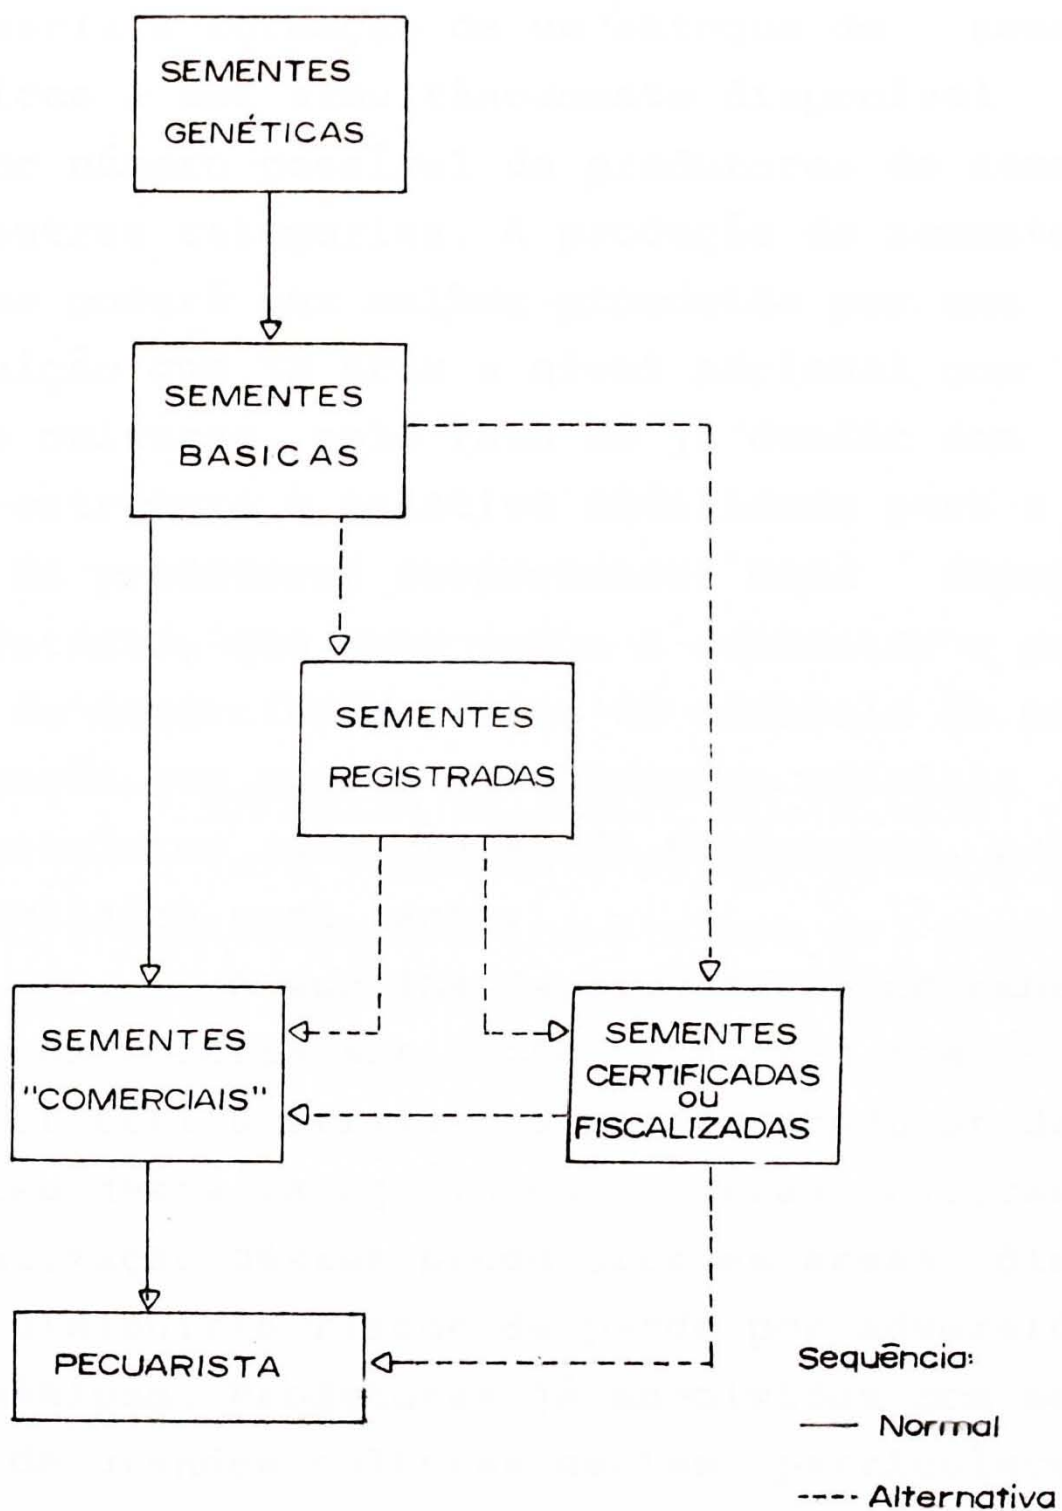 SEMENTES
GENÉTICAS
SEMENTES
BASICAS
SEMENTES
REGISTRADAS
SEMENTES
"COMERCIAIS"
SEMENTES
CERTIFICADAS
OU
FISCALIZADAS
PECUARISTA
Sequência:
Normal
Alternativa